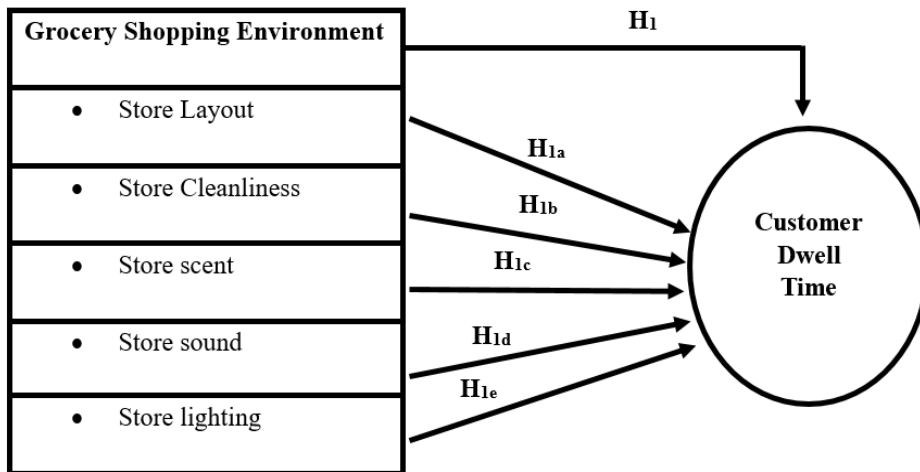 Grocery Shopping Environment
H1
• Store Layout
H1a
• Store Cleanliness
H1b
• Store scent
H1c
• Store sound
H1d
• Store lighting
H1e
Customer
Dwell
Time